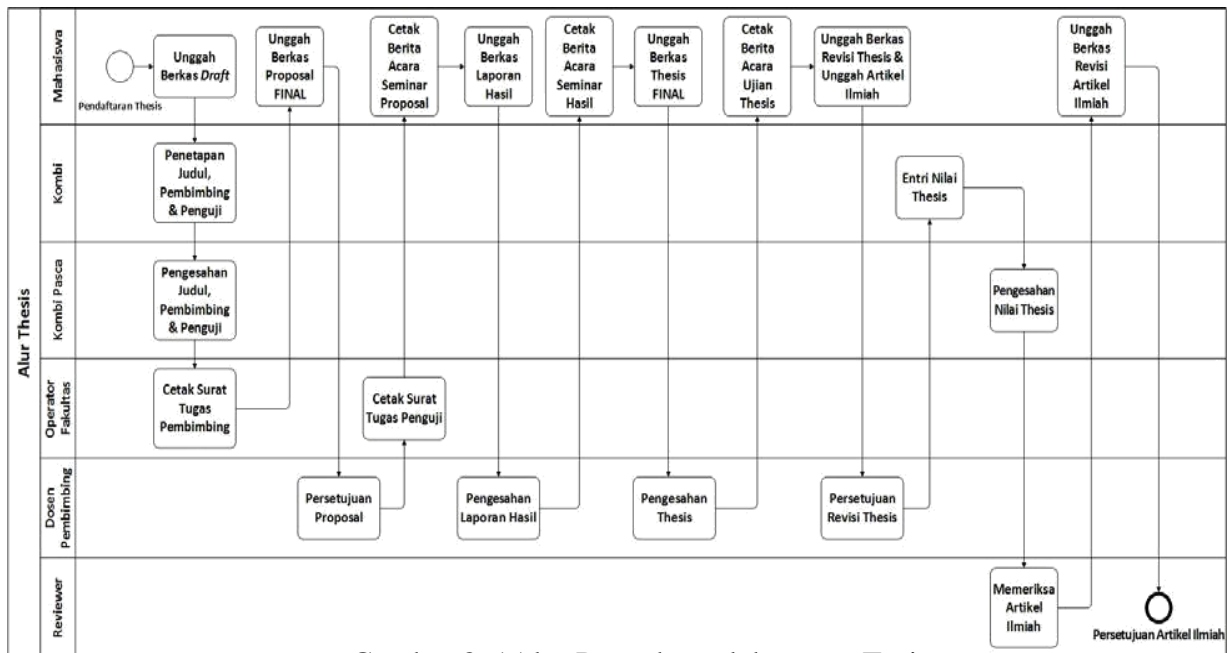 Alur Thesis
Mahasiswa
Pendaftaran Thesis
Unggah
Berkas Draft
Unggah
Berkas
Proposal
FINAL
Cetak
Berita
Acara
Seminar
Proposal
Unggah
Berkas
Laporan
Hasil
Cetak
Berita
Acara
Seminar
Hasil
Unggah
Berkas
Thesis
FINAL
Cetak
Berita
Acara
Ujian
Thesis
Unggah Berkas
Revisi Thesis &
Unggah Artikel
Ilmiah
Unggah
Berkas
Revisi
Artikel
Ilmiah
Kombi
Penetapan
Judul,
Pembimbing
& Penguji
Entri Nilai
Thesis
Kombi Pasca
Pengesahan
Judul,
Pembimbing
& Penguji
Pengesahan
Nilai Thesis
Operator
Fakultas
Cetak Surat
Tugas
Pembimbing
Cetak Surat
Tugas Penguji
Dosen
Pembimbing
Persetujuan
Proposal
Pengesahan
Laporan Hasil
Pengesahan
Thesis
Persetujuan
Revisi Thesis
Reviewer
Memeriksa
Artikel
Ilmiah
Persetujuan Artikel Ilmiah